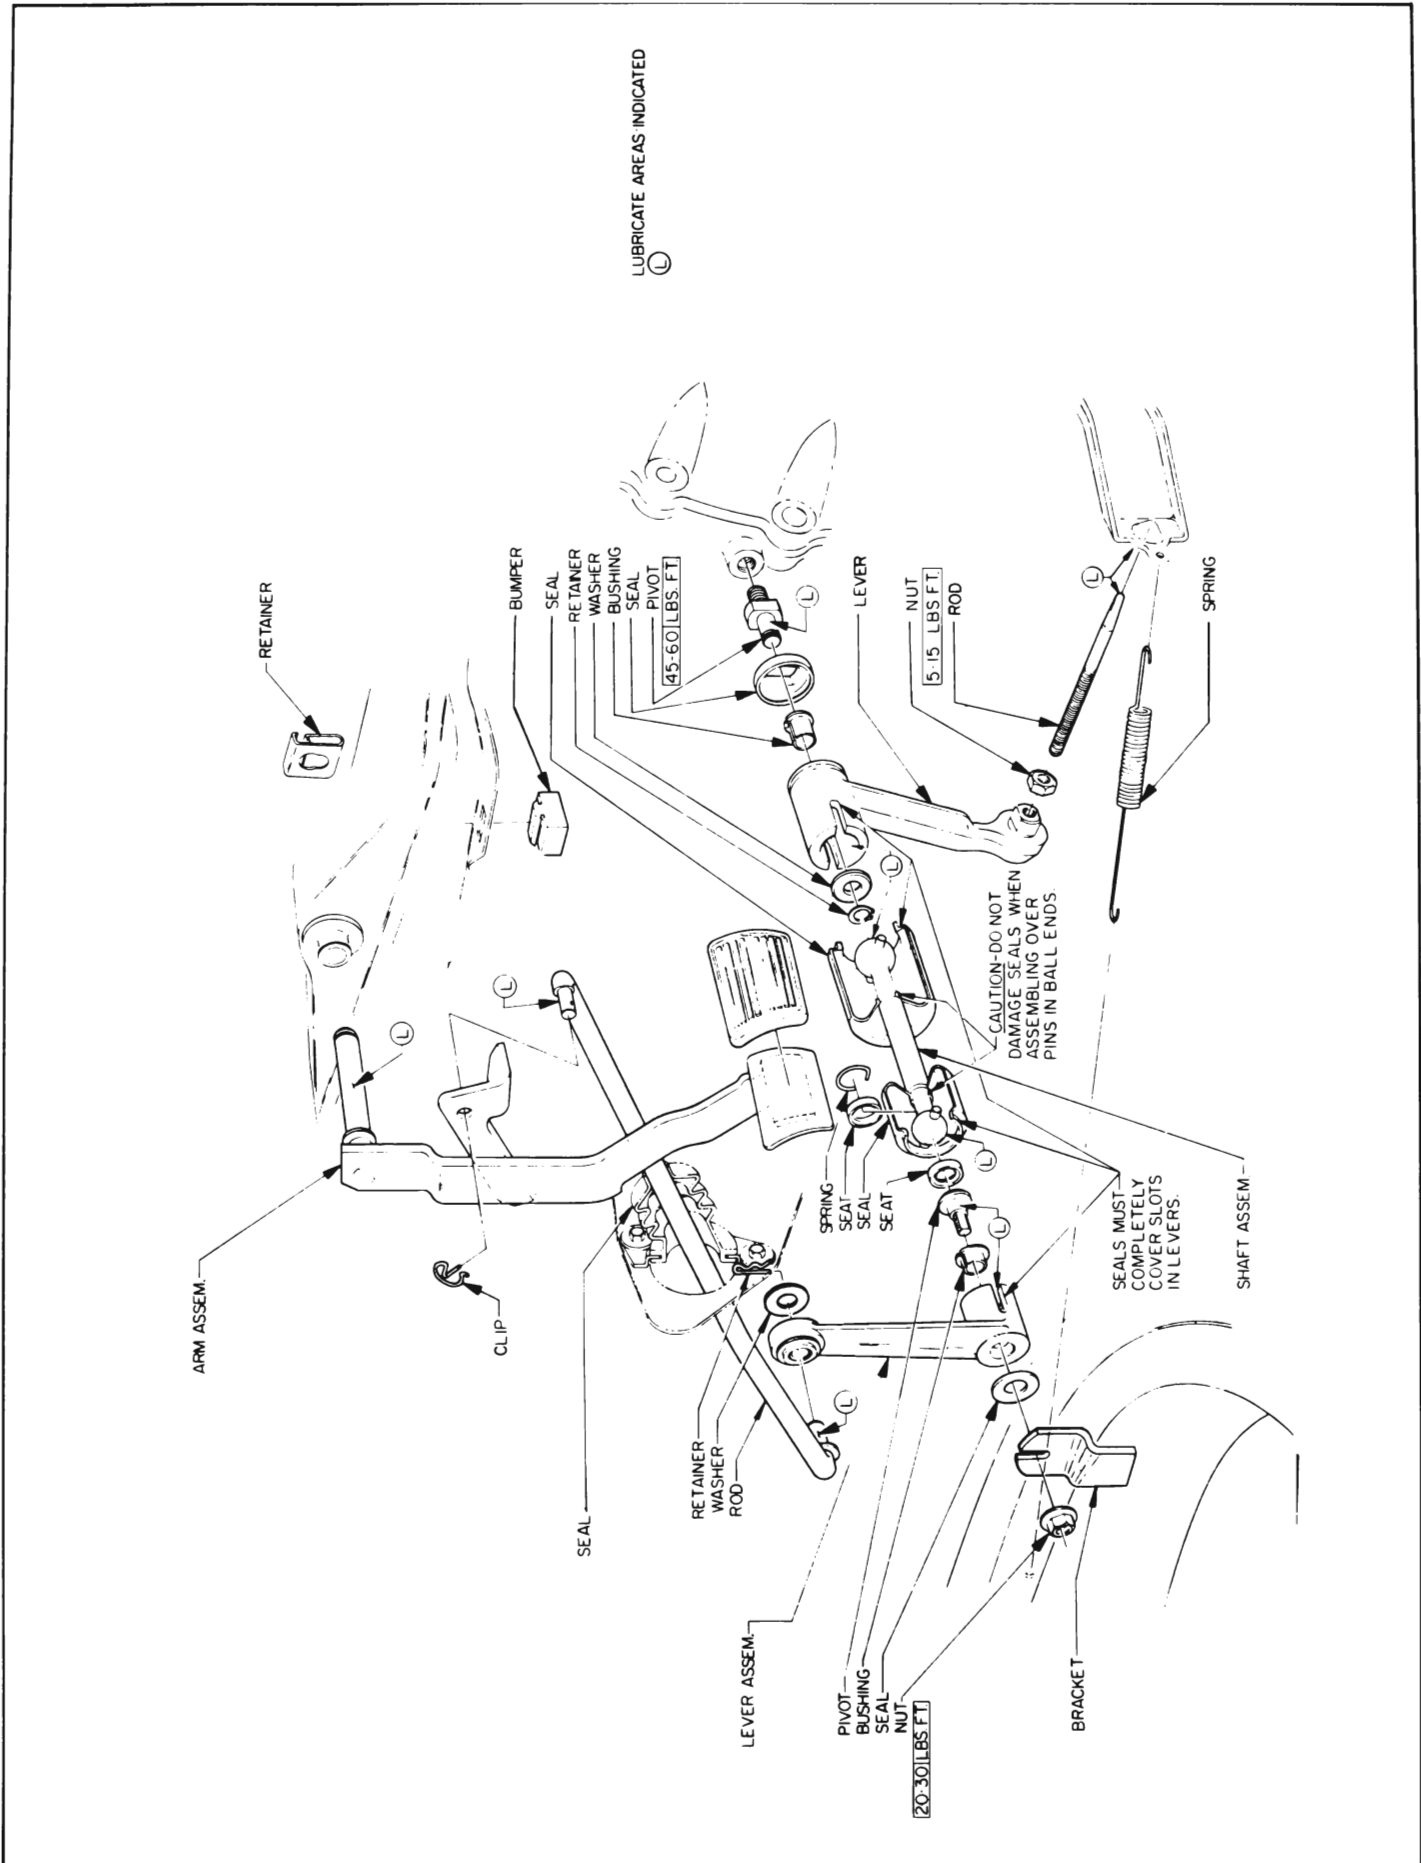 LUBRICATE AREAS INDICATED
L
RETAINER
BUMPER
SEAL
RETAINER
WASHER
BUSHING
SEAL
PIVOT
45-60 LBS. FT.
L
LEVER
NUT
5-15 LBS FT.
ROD
L
SPRING
ARM ASSEM.
L
L
CLIP
SEAL
RETAINER
WASHER
ROD
L
SPRING
SEAT
SEAL
SEAT
L
L
L
CAUTION-DO NOT
DAMAGE SEALS WHEN
ASSEMBLING OVER
PINS IN BALL ENDS.
SEALS MUST
COMPLETELY
COVER SLOTS
IN LEVERS.
SHAFT ASSEM
LEVER ASSEM.
PIVOT
BUSHING
SEAL
NUT
20-30 LBS FT.
BRACKET